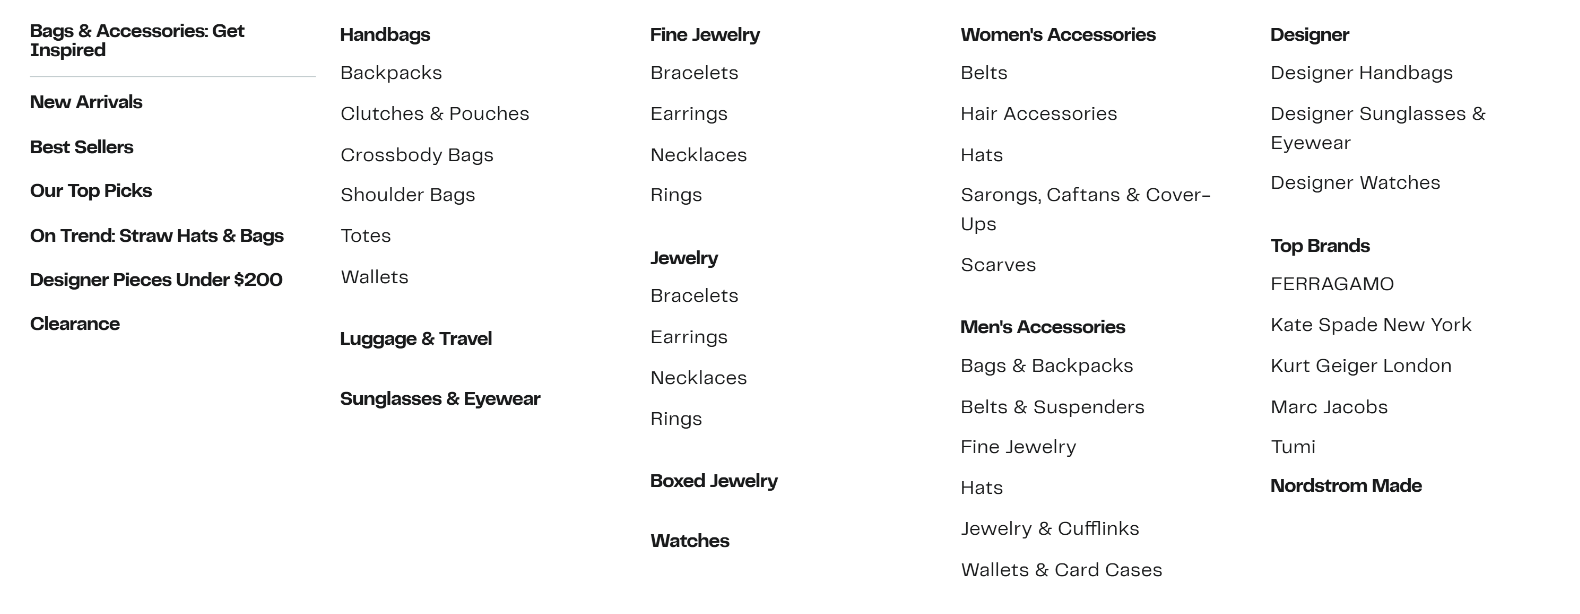 Bags & Accessories: Get
Inspired
New Arrivals
Best Sellers
Our Top Picks
On Trend: Straw Hats & Bags
Designer Pieces Under $200
Clearance
Handbags
Backpacks
Clutches & Pouches
Crossbody Bags
Shoulder Bags
Totes
Wallets
Luggage & Travel
Sunglasses & Eyewear
Fine Jewelry
Bracelets
Earrings
Necklaces
Rings
Jewelry
Bracelets
Earrings
Necklaces
Rings
Boxed Jewelry
Watches
Women's Accessories
Belts
Hair Accessories
Hats
Sarongs, Caftans & Cover-
Ups
Scarves
Men's Accessories
Bags & Backpacks
Belts & Suspenders
Fine Jewelry
Hats
Jewelry & Cufflinks
Wallets & Card Cases
Designer
Designer Handbags
Designer Sunglasses &
Eyewear
Designer Watches
Top Brands
FERRAGAMO
Kate Spade New York
Kurt Geiger London
Marc Jacobs
Tumi
Nordstrom Made